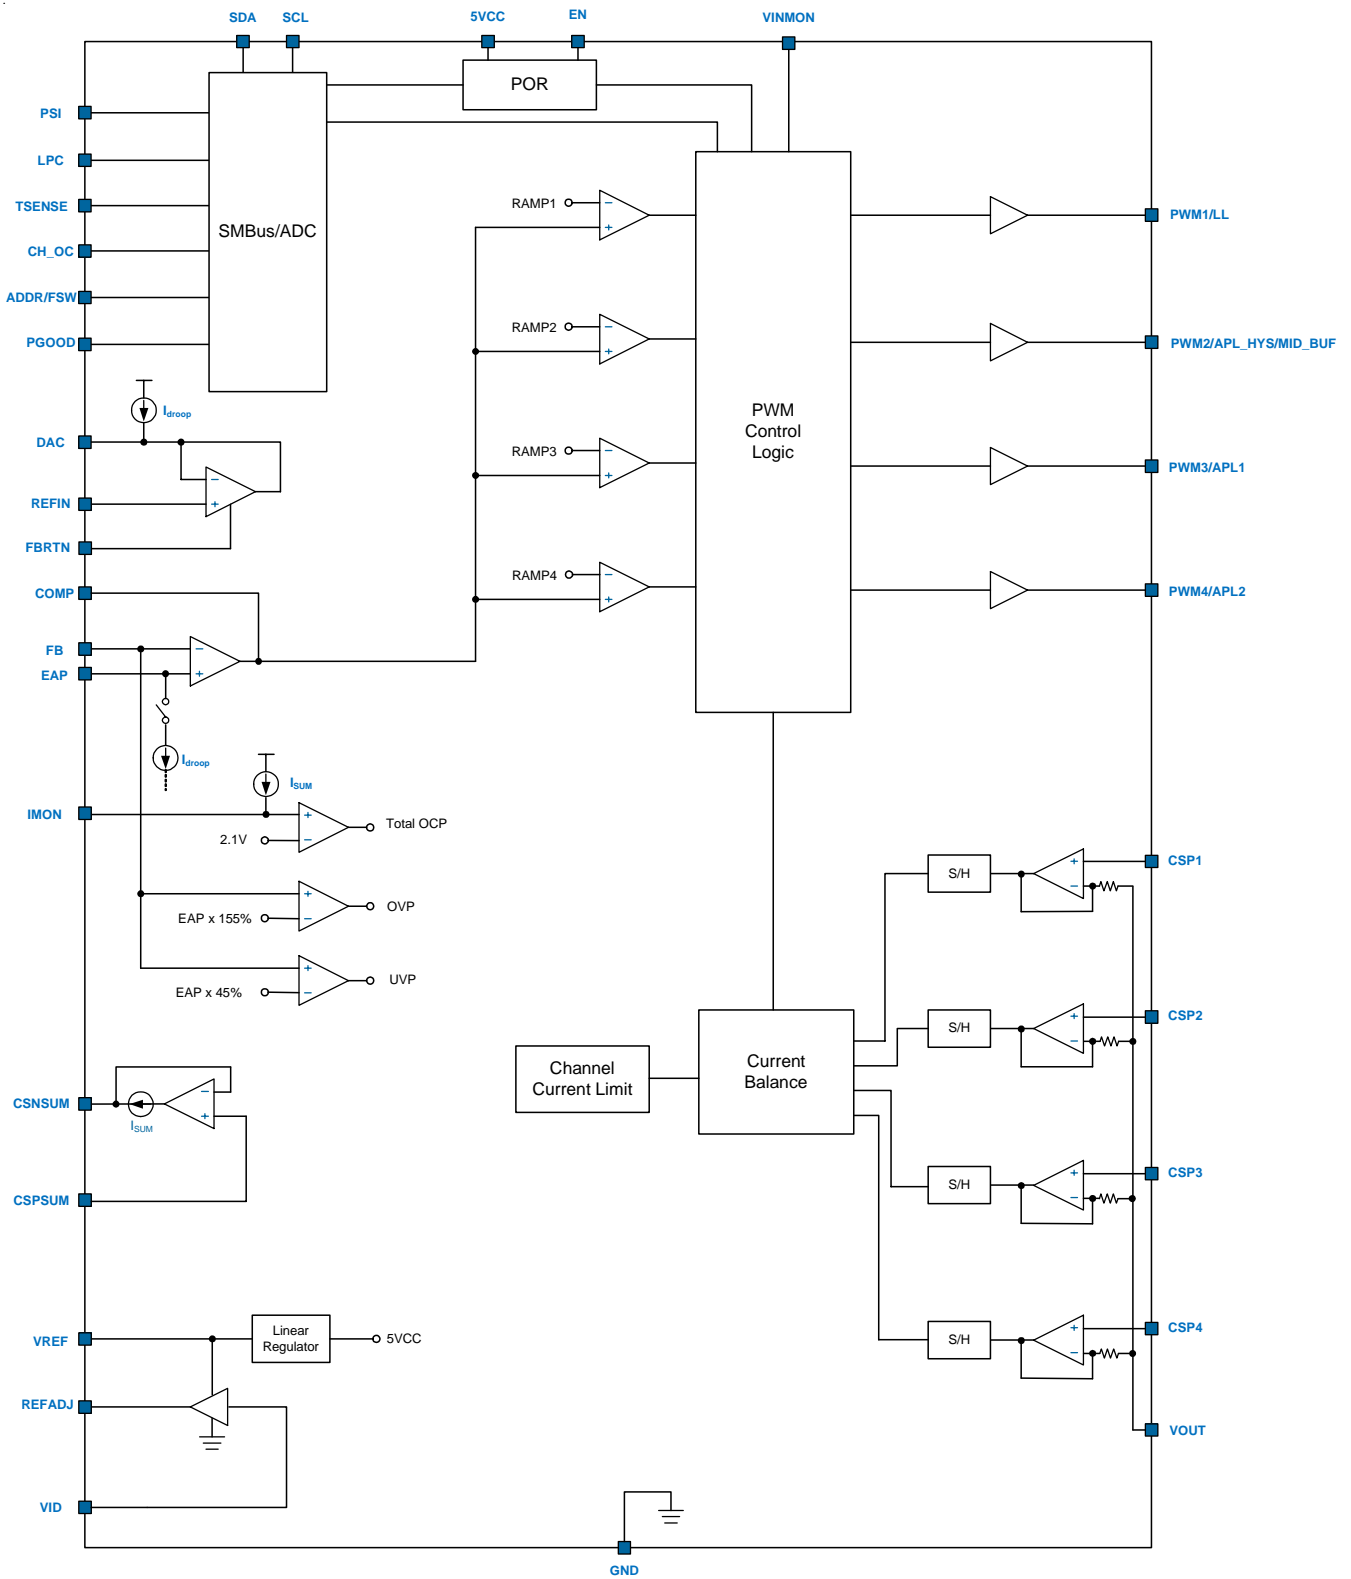 SDA
SCL
5VCC
EN
VINMON
POR
PSI
LPC
TSENSE
CH_OC
ADDR/FSW
PGOOD
SMBus/ADC
RAMP1
RAMP2
RAMP3
RAMP4
−
+
−
+
−
+
−
+
PWM
Control
Logic
PWM1/LL
PWM2/APL_HYS/MID_BUF
PWM3/APL1
PWM4/APL2
Idroop
DAC
REFIN
FBRTN
−
+
COMP
FB
EAP
−
+
Idroop
ISUM
IMON
+
−
2.1V
Total OCP
+
−
EAP x 155%
OVP
+
−
EAP x 45%
UVP
CSNSUM
ISUM
−
+
CSPSUM
Channel
Current Limit
Current
Balance
S/H
+
−
CSP1
S/H
+
−
CSP2
S/H
+
−
CSP3
S/H
+
−
CSP4
VOUT
VREF
Linear
Regulator
5VCC
REFADJ
VID
GND